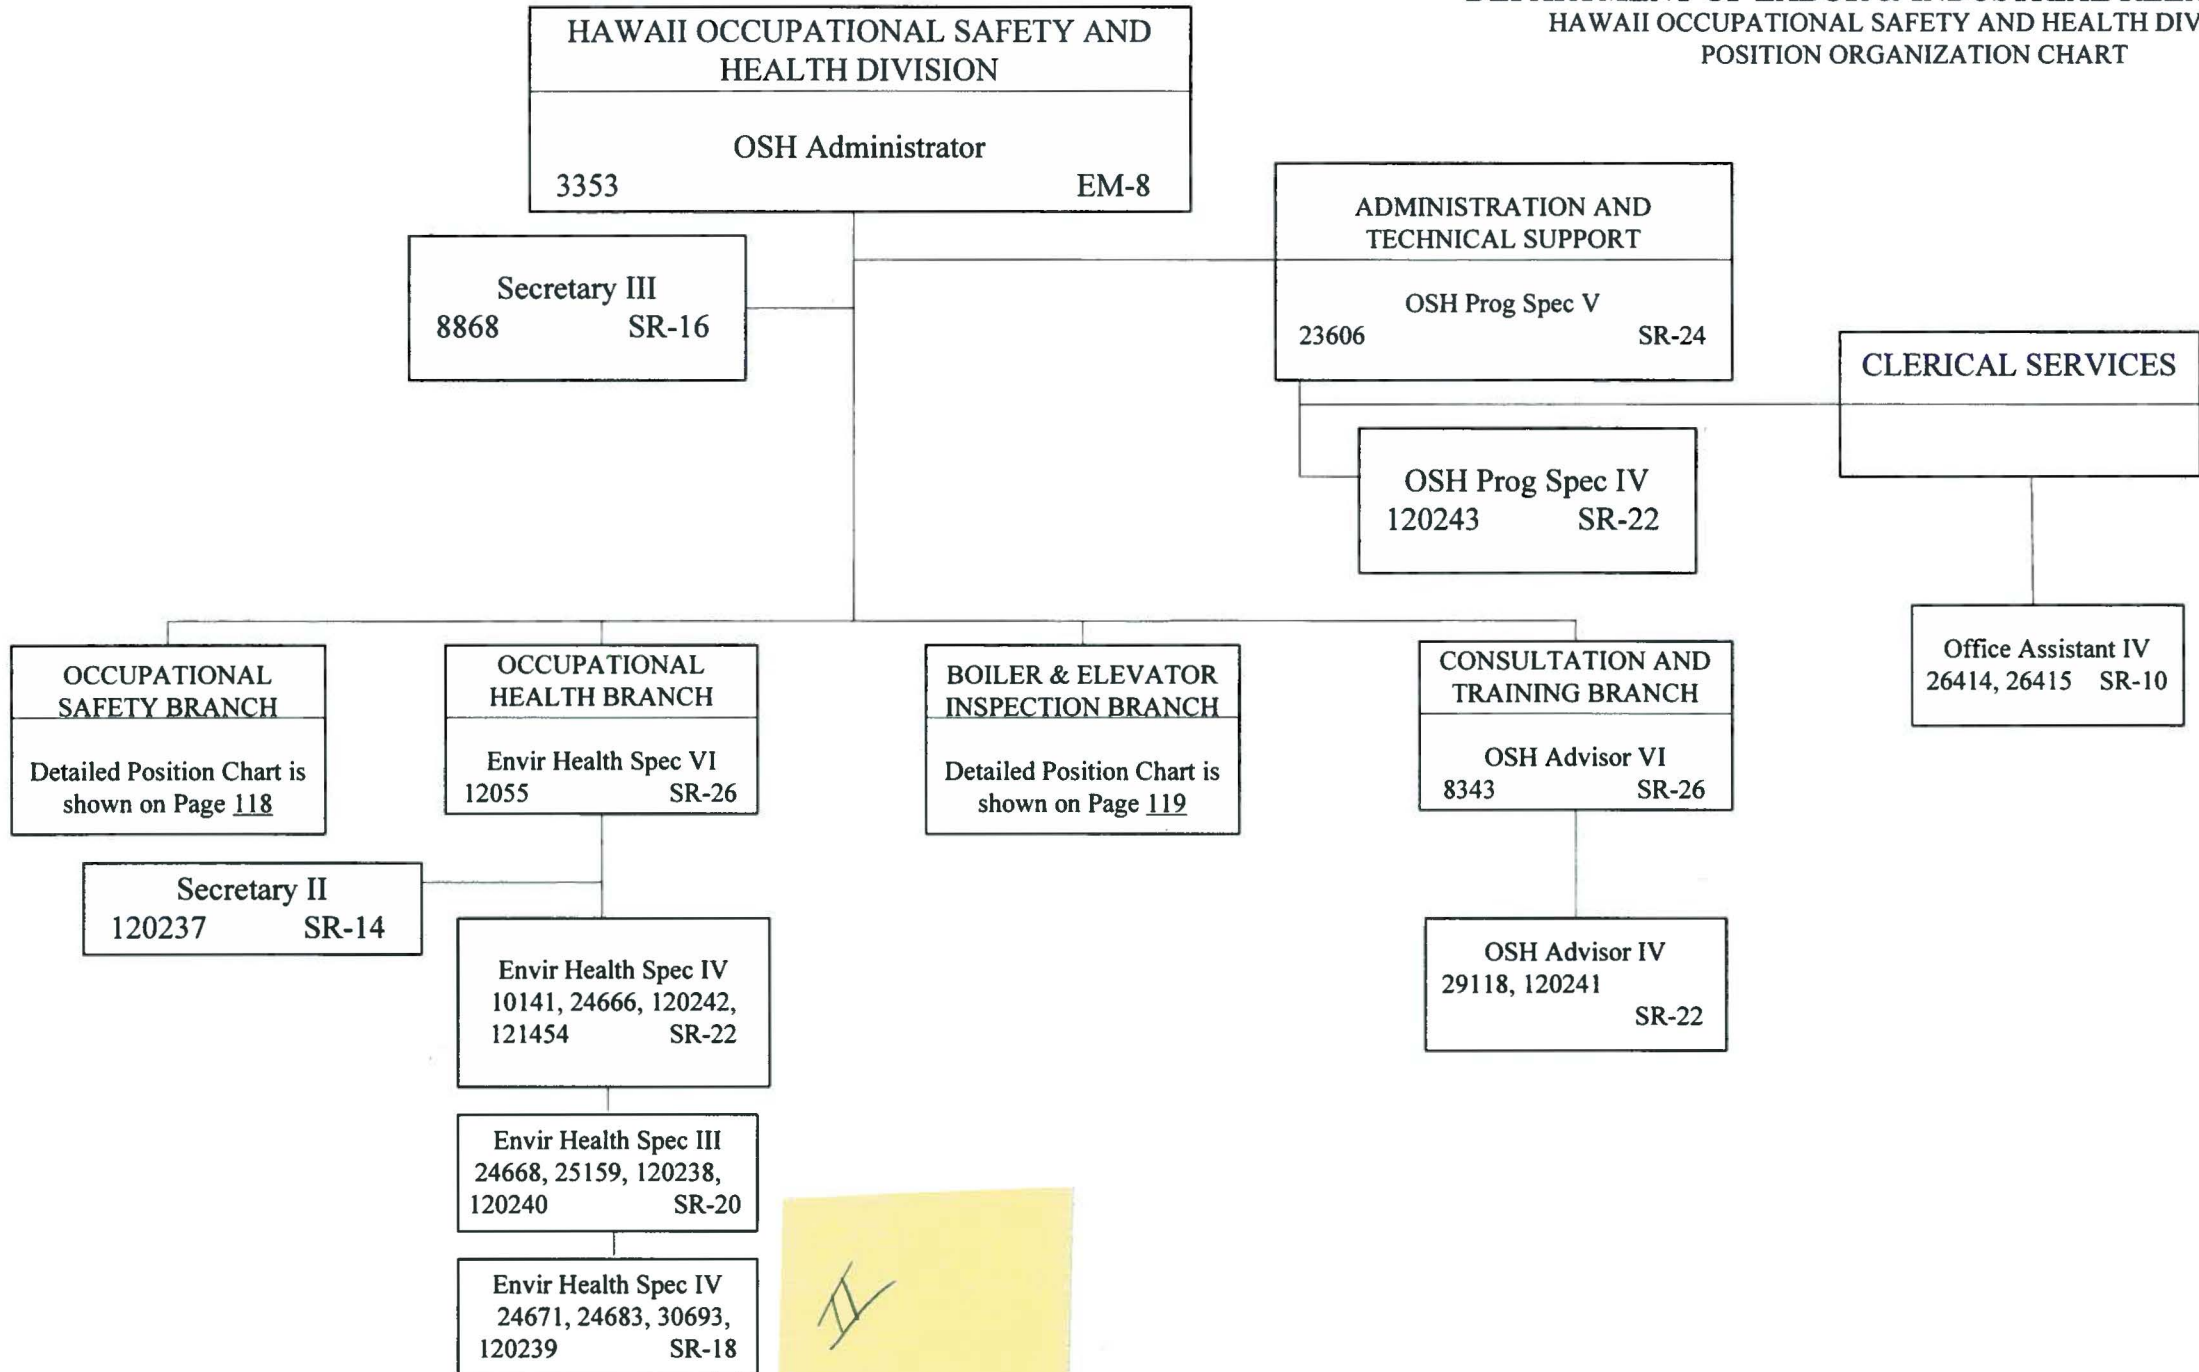 HAWAII OCCUPATIONAL SAFETY AND HEALTH DIV
POSITION ORGANIZATION CHART
HAWAII OCCUPATIONAL SAFETY AND
HEALTH DIVISION
OSH Administrator
3353 EM-8
Secretary III
8868 SR-16
ADMINISTRATION AND
TECHNICAL SUPPORT
OSH Prog Spec V
23606 SR-24
CLERICAL SERVICES
OSH Prog Spec IV
120243 SR-22
Office Assistant IV
26414, 26415 SR-10
OCCUPATIONAL
SAFETY BRANCH
Detailed Position Chart is
shown on Page 118
OCCUPATIONAL
HEALTH BRANCH
Envir Health Spec VI
12055 SR-26
BOILER & ELEVATOR
INSPECTION BRANCH
Detailed Position Chart is
shown on Page 119
CONSULTATION AND
TRAINING BRANCH
OSH Advisor VI
8343 SR-26
Secretary II
120237 SR-14
Envir Health Spec IV
10141, 24666, 120242,
121454 SR-22
OSH Advisor IV
29118, 120241
SR-22
Envir Health Spec III
24668, 25159, 120238,
120240 SR-20
Envir Health Spec IV
24671, 24683, 30693,
120239 SR-18
II